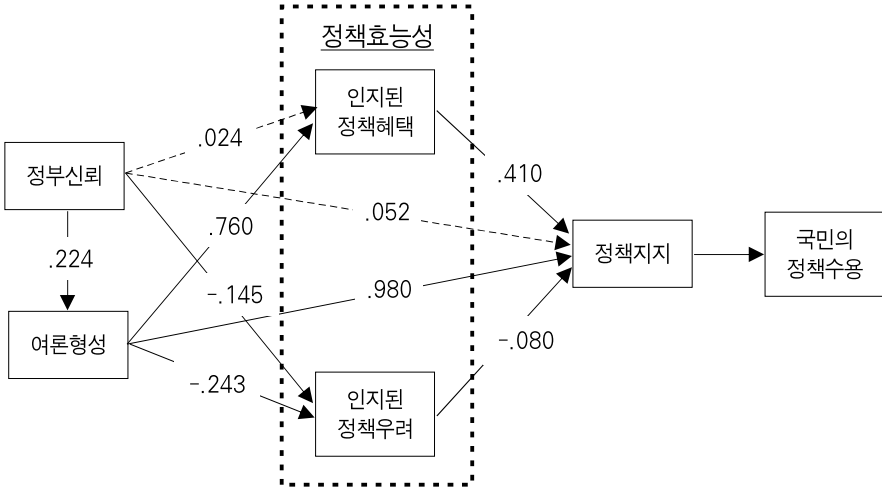 정책효능성
인지된
정책혜택
.024
.410
정부신뢰
.760
.052
.224
정책지지
국민의
정책수용
-.145
.980
여론형성
-.243
-.080
인지된
정책우려